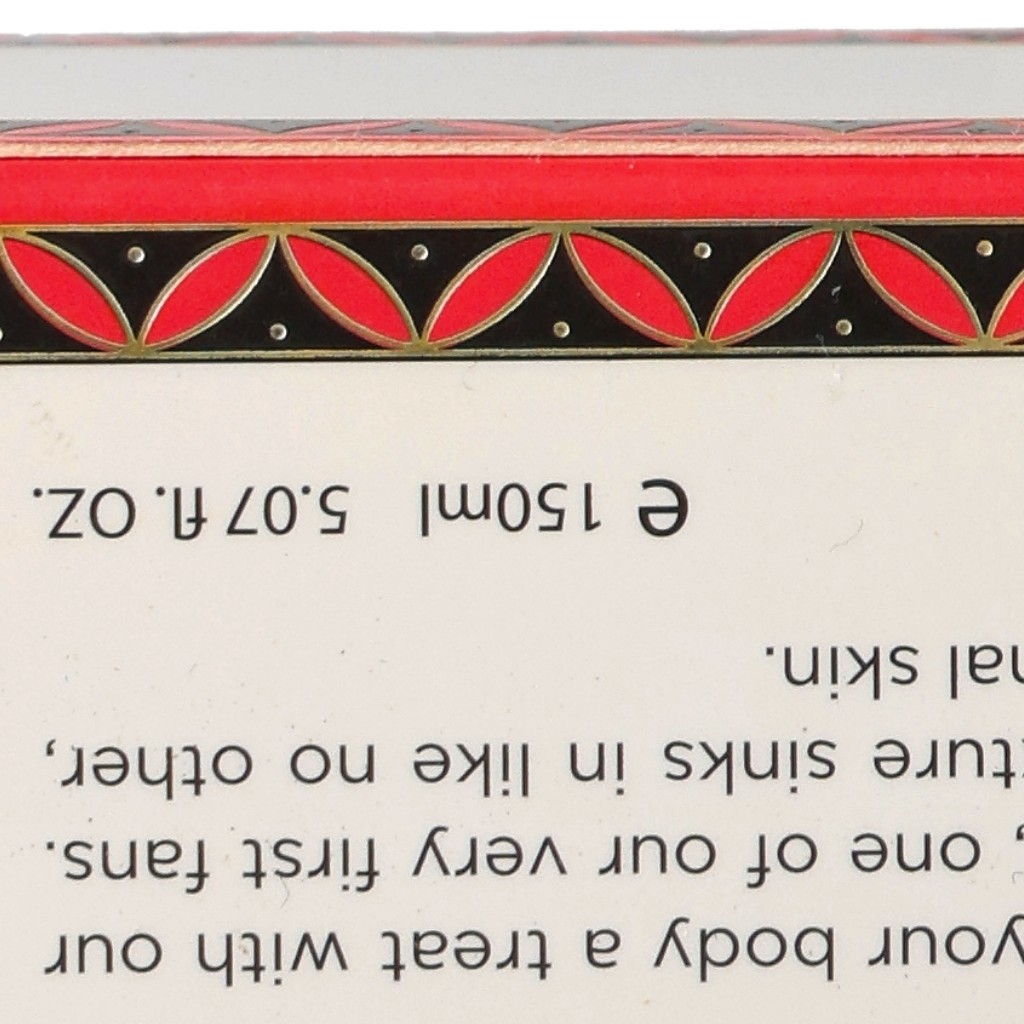 your body a treat with our
, one of our very first fans.
ture sinks in like no other,
nal skin.
℮ 150ml 5.07 fl. OZ.